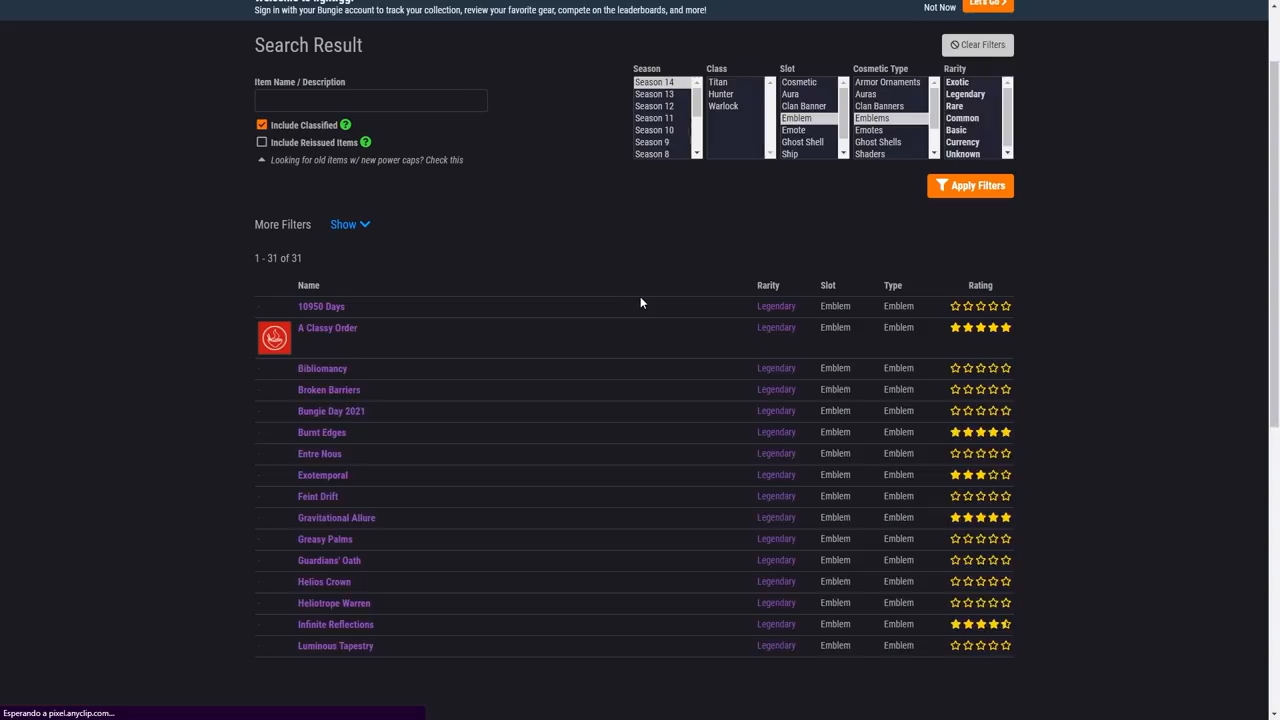 Sign in with your Bungie account to track your collection, review your favorite gear, compete on the leaderboards, and more!
Not Now
Let's Go
Search Result
Clear Filters
Item Name / Description
Include Classified
Include Reissued Items
Looking for old items w/ new power caps? Check this
Season
Season 14
Season 13
Season 12
Season 11
Season 10
Season 9
Season 8
Class
Titan
Hunter
Warlock
Slot
Cosmetic
Aura
Clan Banner
Emblem
Emote
Ghost Shell
Ship
Cosmetic Type
Armor Ornaments
Auras
Clan Banners
Emblems
Emotes
Ghost Shells
Shaders
Rarity
Exotic
Legendary
Rare
Common
Basic
Currency
Unknown
Apply Filters
More Filters Show
1 - 31 of 31
Name Rarity Slot Type Rating
10950 Days Legendary Emblem Emblem
A Classy Order Legendary Emblem Emblem
Bibliomancy Legendary Emblem Emblem
Broken Barriers Legendary Emblem Emblem
Bungie Day 2021 Legendary Emblem Emblem
Burnt Edges Legendary Emblem Emblem
Entre Nous Legendary Emblem Emblem
Exotemporal Legendary Emblem Emblem
Feint Drift Legendary Emblem Emblem
Gravitational Allure Legendary Emblem Emblem
Greasy Palms Legendary Emblem Emblem
Guardians' Oath Legendary Emblem Emblem
Helios Crown Legendary Emblem Emblem
Heliotrope Warren Legendary Emblem Emblem
Infinite Reflections Legendary Emblem Emblem
Luminous Tapestry Legendary Emblem Emblem
Esperando a pixel.anyclip.com...